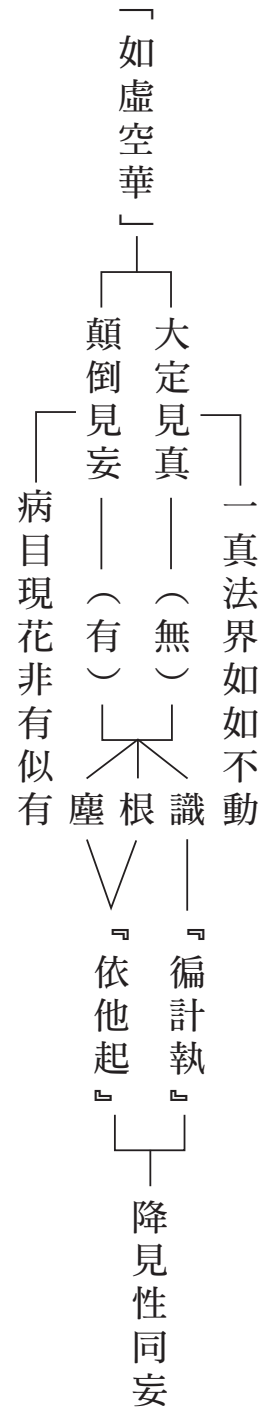 「如虛空華」
一真法界如如不動
大定見真
(無)
顛倒見妄
(有)
病目現花非有似有
識
根
塵
『徧計執』
『依他起』
降見性同妄